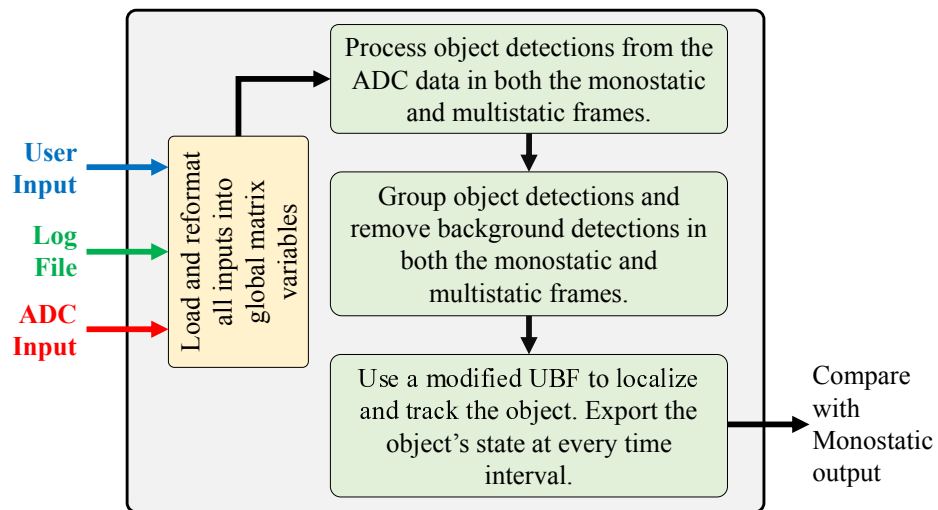 User
Input
Log
File
ADC
Input
Load and reformat
all inputs into
global matrix
variables
Process object detections from the
ADC data in both the monostatic
and multistatic frames.
Group object detections and
remove background detections in
both the monostatic and
multistatic frames.
Use a modified UBF to localize
and track the object. Export the
object’s state at every time
interval.
Compare
with
Monostatic
output